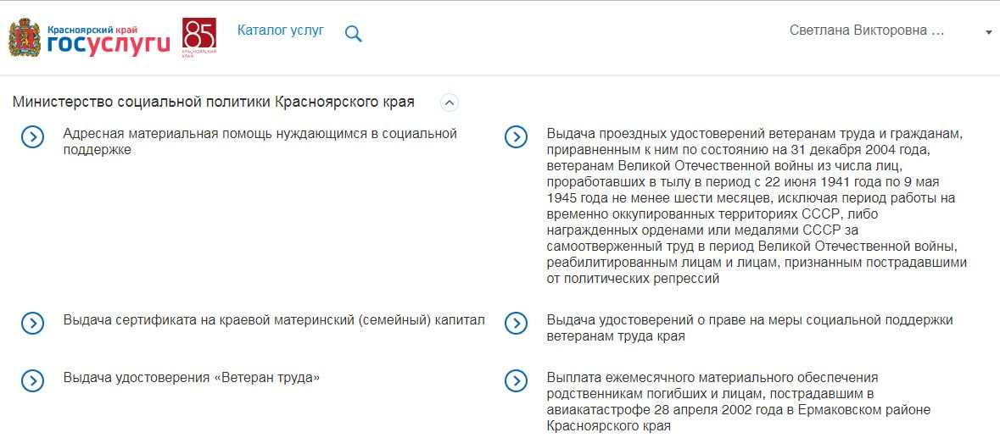 Красноярский край
госуслуги
85
КРАСНОЯРСКИЙ
КРАЙ
Каталог услуг
Светлана Викторовна ...
Министерство социальной политики Красноярского края
Адресная материальная помощь нуждающимся в социальной
поддержке
Выдача проездных удостоверений ветеранам труда и гражданам,
приравненным к ним по состоянию на 31 декабря 2004 года,
ветеранам Великой Отечественной войны из числа лиц,
проработавших в тылу в период с 22 июня 1941 года по 9 мая
1945 года не менее шести месяцев, исключая период работы на
временно оккупированных территориях СССР, либо
награжденных орденами или медалями СССР за
самоотверженный труд в период Великой Отечественной войны,
реабилитированным лицам и лицам, признанным пострадавшими
от политических репрессий
Выдача сертификата на краевой материнский (семейный) капитал
Выдача удостоверений о праве на меры социальной поддержки
ветеранам труда края
Выдача удостоверения «Ветеран труда»
Выплата ежемесячного материального обеспечения
родственникам погибших и лицам, пострадавшим в
авиакатастрофе 28 апреля 2002 года в Ермаковском районе
Красноярского края